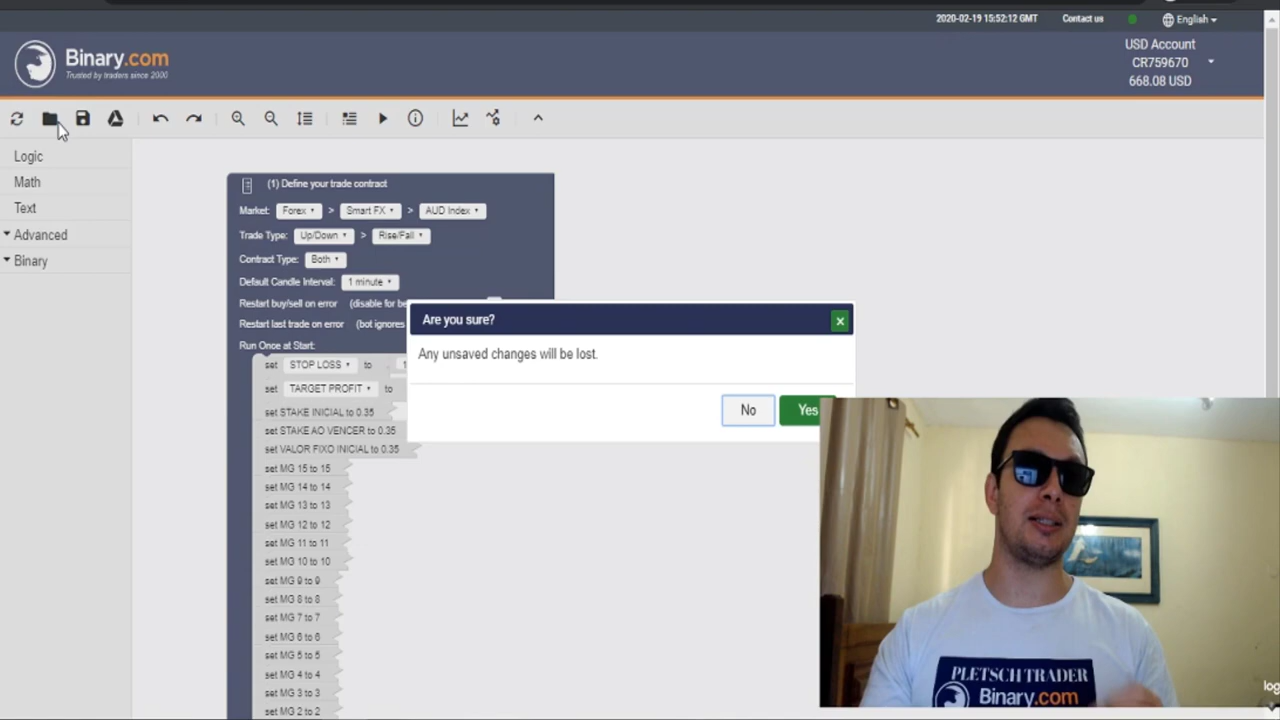 2020-02-19 15:52:12 GMT
Contact us
English
Binary.com
Trusted by traders since 2000
USD Account
CR759670
668.08 USD
Logic
Math
Text
Advanced
Binary
(1) Define your trade contract
Market: Forex > Smart FX > AUD Index
Trade Type: Up/Down > Rise/Fall
Contract Type: Both
Default Candle Interval: 1 minute
Restart buy/sell on error (disable for be
Restart last trade on error (bot ignores
Run Once at Start:
set STOP LOSS to 1
set TARGET PROFIT to
set STAKE INICIAL to 0.35
set STAKE AO VENCER to 0.35
set VALOR FIXO INICIAL to 0.35
set MG 15 to 15
set MG 14 to 14
set MG 13 to 13
set MG 12 to 12
set MG 11 to 11
set MG 10 to 10
set MG 9 to 9
set MG 8 to 8
set MG 7 to 7
set MG 6 to 6
set MG 5 to 5
set MG 4 to 4
set MG 3 to 3
set MG 2 to 2
Are you sure?
x
Any unsaved changes will be lost.
No
Yes
PLETSCH TRADER
Binary.com
log